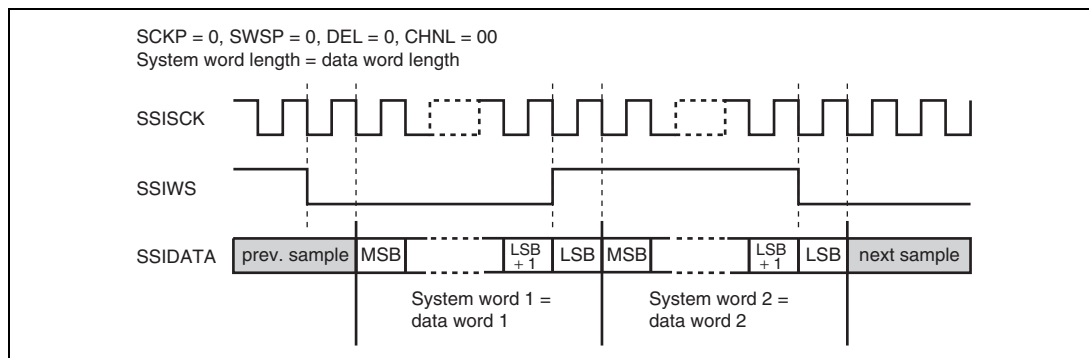 SCKP = 0, SWSP = 0, DEL = 0, CHNL = 00
System word length = data word length
SSISCK
SSIWS
SSIDATA
prev. sample
MSB
LSB
+ 1
LSB
MSB
LSB
+ 1
LSB
next sample
System word 1 =
data word 1
System word 2 =
data word 2